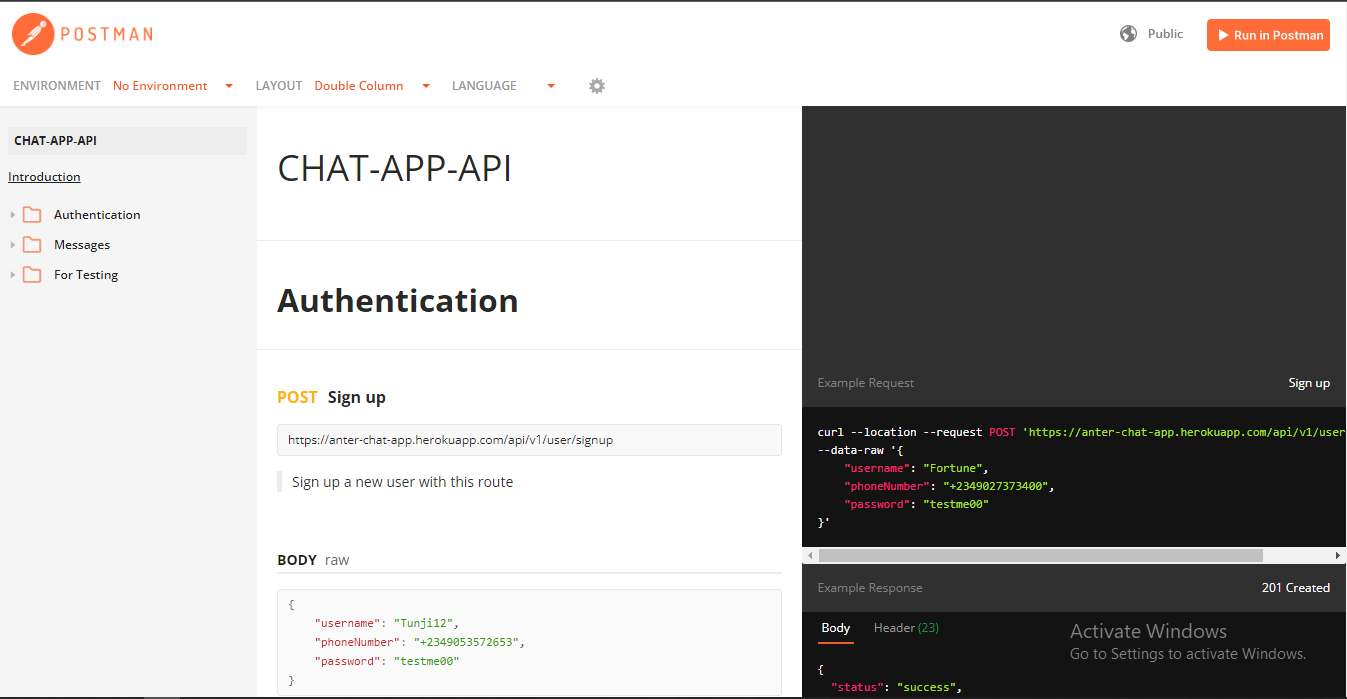 POSTMAN
Public
Run in Postman
ENVIRONMENT No Environment LAYOUT Double Column LANGUAGE
CHAT-APP-API
Introduction
Authentication
Messages
For Testing
CHAT-APP-API
Authentication
POST Sign up
https://anter-chat-app.herokuapp.com/api/v1/user/signup
Sign up a new user with this route
BODY raw
{
"username": "Tunji12",
"phoneNumber": "+2349053572653",
"password": "testme00"
}
Example Request Sign up
curl --location --request POST 'https://anter-chat-app.herokuapp.com/api/v1/user
--data-raw '{
"username": "Fortune",
"phoneNumber": "+2349027373400",
"password": "testme00"
}'
Example Response 201 Created
Body Header (23)
{
"status": "success",
Activate Windows
Go to Settings to activate Windows.